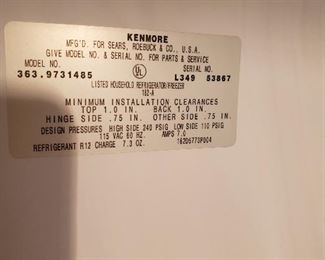 KENMORE
MFG'D. FOR SEARS, ROEBUCK & CO., U.S.A.
GIVE MODEL NO. & SERIAL NO. FOR PARTS & SERVICE
MODEL NO. SERIAL NO.
363.9731485 UL L349 53867
LISTED HOUSEHOLD REFRIGERATOR/FREEZER
182-A
MINIMUM INSTALLATION CLEARANCES
TOP 1.0 IN. BACK 1.0 IN.
HINGE SIDE .75 IN. OTHER SIDE .75 IN.
DESIGN PRESSURES HIGH SIDE 240 PSIG LOW SIDE 110 PSIG
115 VAC 60 HZ. AMPS 7.0
REFRIGERANT R12 CHARGE 7.3 OZ. 162D6773P004